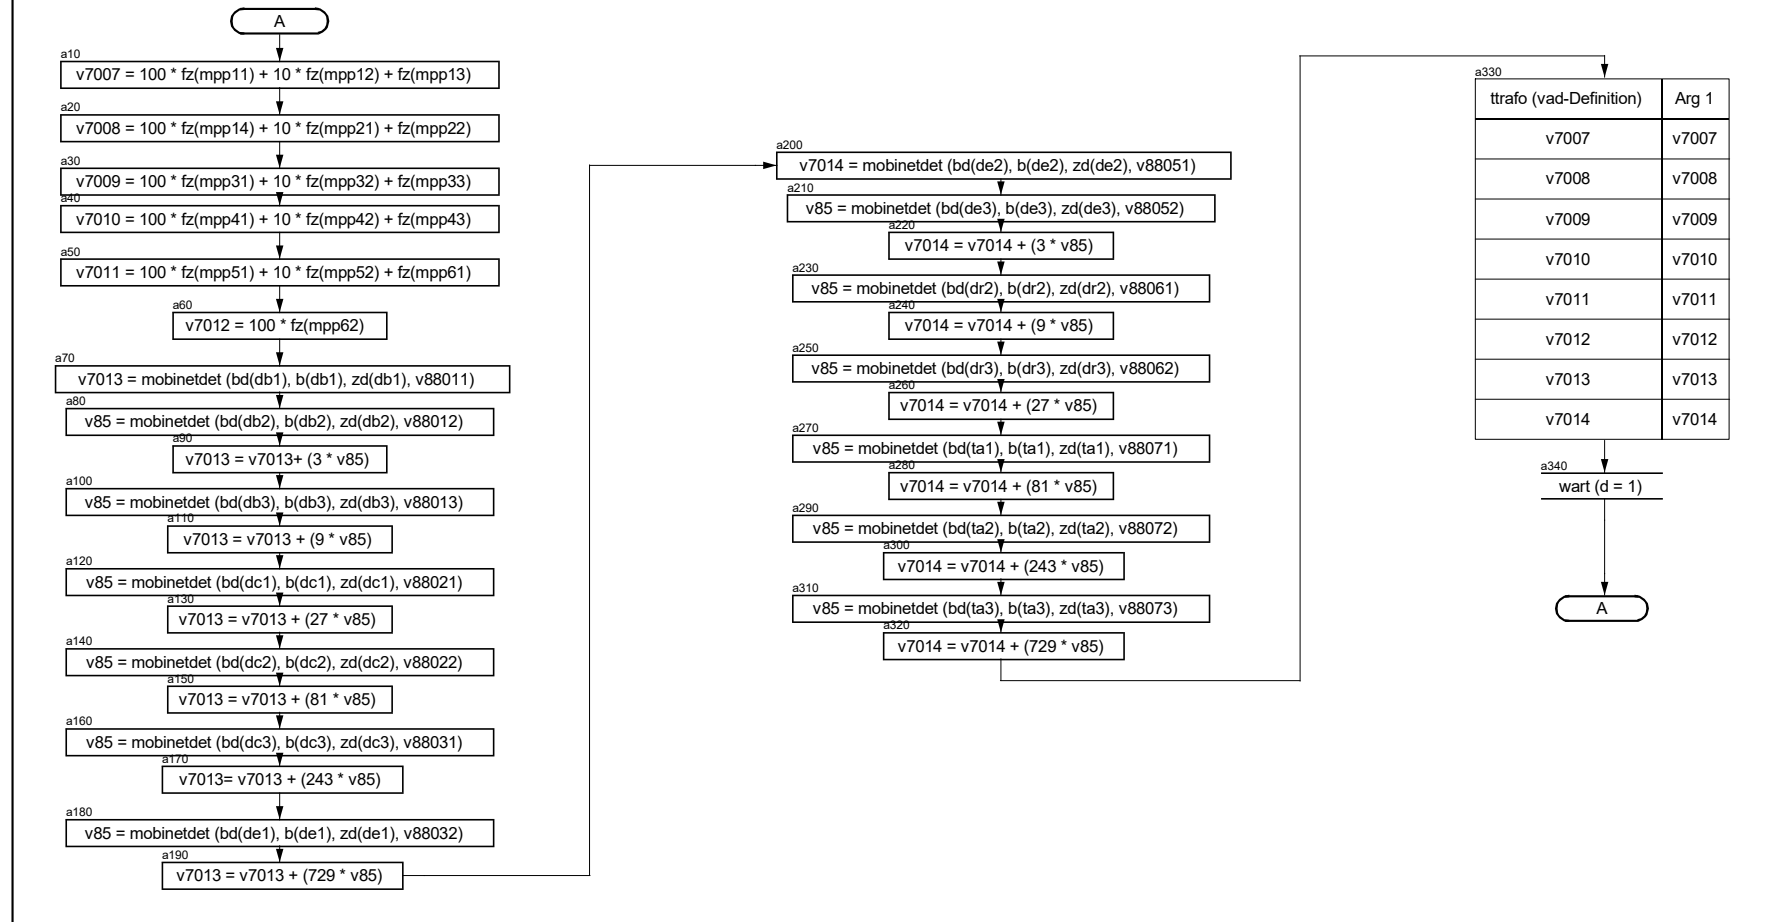 A
a10
v7007 = 100 * fz(mpp11) + 10 * fz(mpp12) + fz(mpp13)
a20
v7008 = 100 * fz(mpp14) + 10 * fz(mpp21) + fz(mpp22)
a30
v7009 = 100 * fz(mpp31) + 10 * fz(mpp32) + fz(mpp33)
a40
v7010 = 100 * fz(mpp41) + 10 * fz(mpp42) + fz(mpp43)
a50
v7011 = 100 * fz(mpp51) + 10 * fz(mpp52) + fz(mpp61)
a60
v7012 = 100 * fz(mpp62)
a70
v7013 = mobinetdet (bd(db1), b(db1), zd(db1), v88011)
a80
v85 = mobinetdet (bd(db2), b(db2), zd(db2), v88012)
a90
v7013 = v7013+ (3 * v85)
a100
v85 = mobinetdet (bd(db3), b(db3), zd(db3), v88013)
a110
v7013 = v7013 + (9 * v85)
a120
v85 = mobinetdet (bd(dc1), b(dc1), zd(dc1), v88021)
a130
v7013 = v7013 + (27 * v85)
a140
v85 = mobinetdet (bd(dc2), b(dc2), zd(dc2), v88022)
a150
v7013 = v7013 + (81 * v85)
a160
v85 = mobinetdet (bd(dc3), b(dc3), zd(dc3), v88031)
a170
v7013= v7013 + (243 * v85)
a180
v85 = mobinetdet (bd(de1), b(de1), zd(de1), v88032)
a190
v7013 = v7013 + (729 * v85)
a200
v7014 = mobinetdet (bd(de2), b(de2), zd(de2), v88051)
a210
v85 = mobinetdet (bd(de3), b(de3), zd(de3), v88052)
a220
v7014 = v7014 + (3 * v85)
a230
v85 = mobinetdet (bd(dr2), b(dr2), zd(dr2), v88061)
a240
v7014 = v7014 + (9 * v85)
a250
v85 = mobinetdet (bd(dr3), b(dr3), zd(dr3), v88062)
a260
v7014 = v7014 + (27 * v85)
a270
v85 = mobinetdet (bd(ta1), b(ta1), zd(ta1), v88071)
a280
v7014 = v7014 + (81 * v85)
a290
v85 = mobinetdet (bd(ta2), b(ta2), zd(ta2), v88072)
a300
v7014 = v7014 + (243 * v85)
a310
v85 = mobinetdet (bd(ta3), b(ta3), zd(ta3), v88073)
a320
v7014 = v7014 + (729 * v85)
a330
ttrafo (vad-Definition) Arg 1
v7007 v7007
v7008 v7008
v7009 v7009
v7010 v7010
v7011 v7011
v7012 v7012
v7013 v7013
v7014 v7014
a340
wart (d = 1)
A